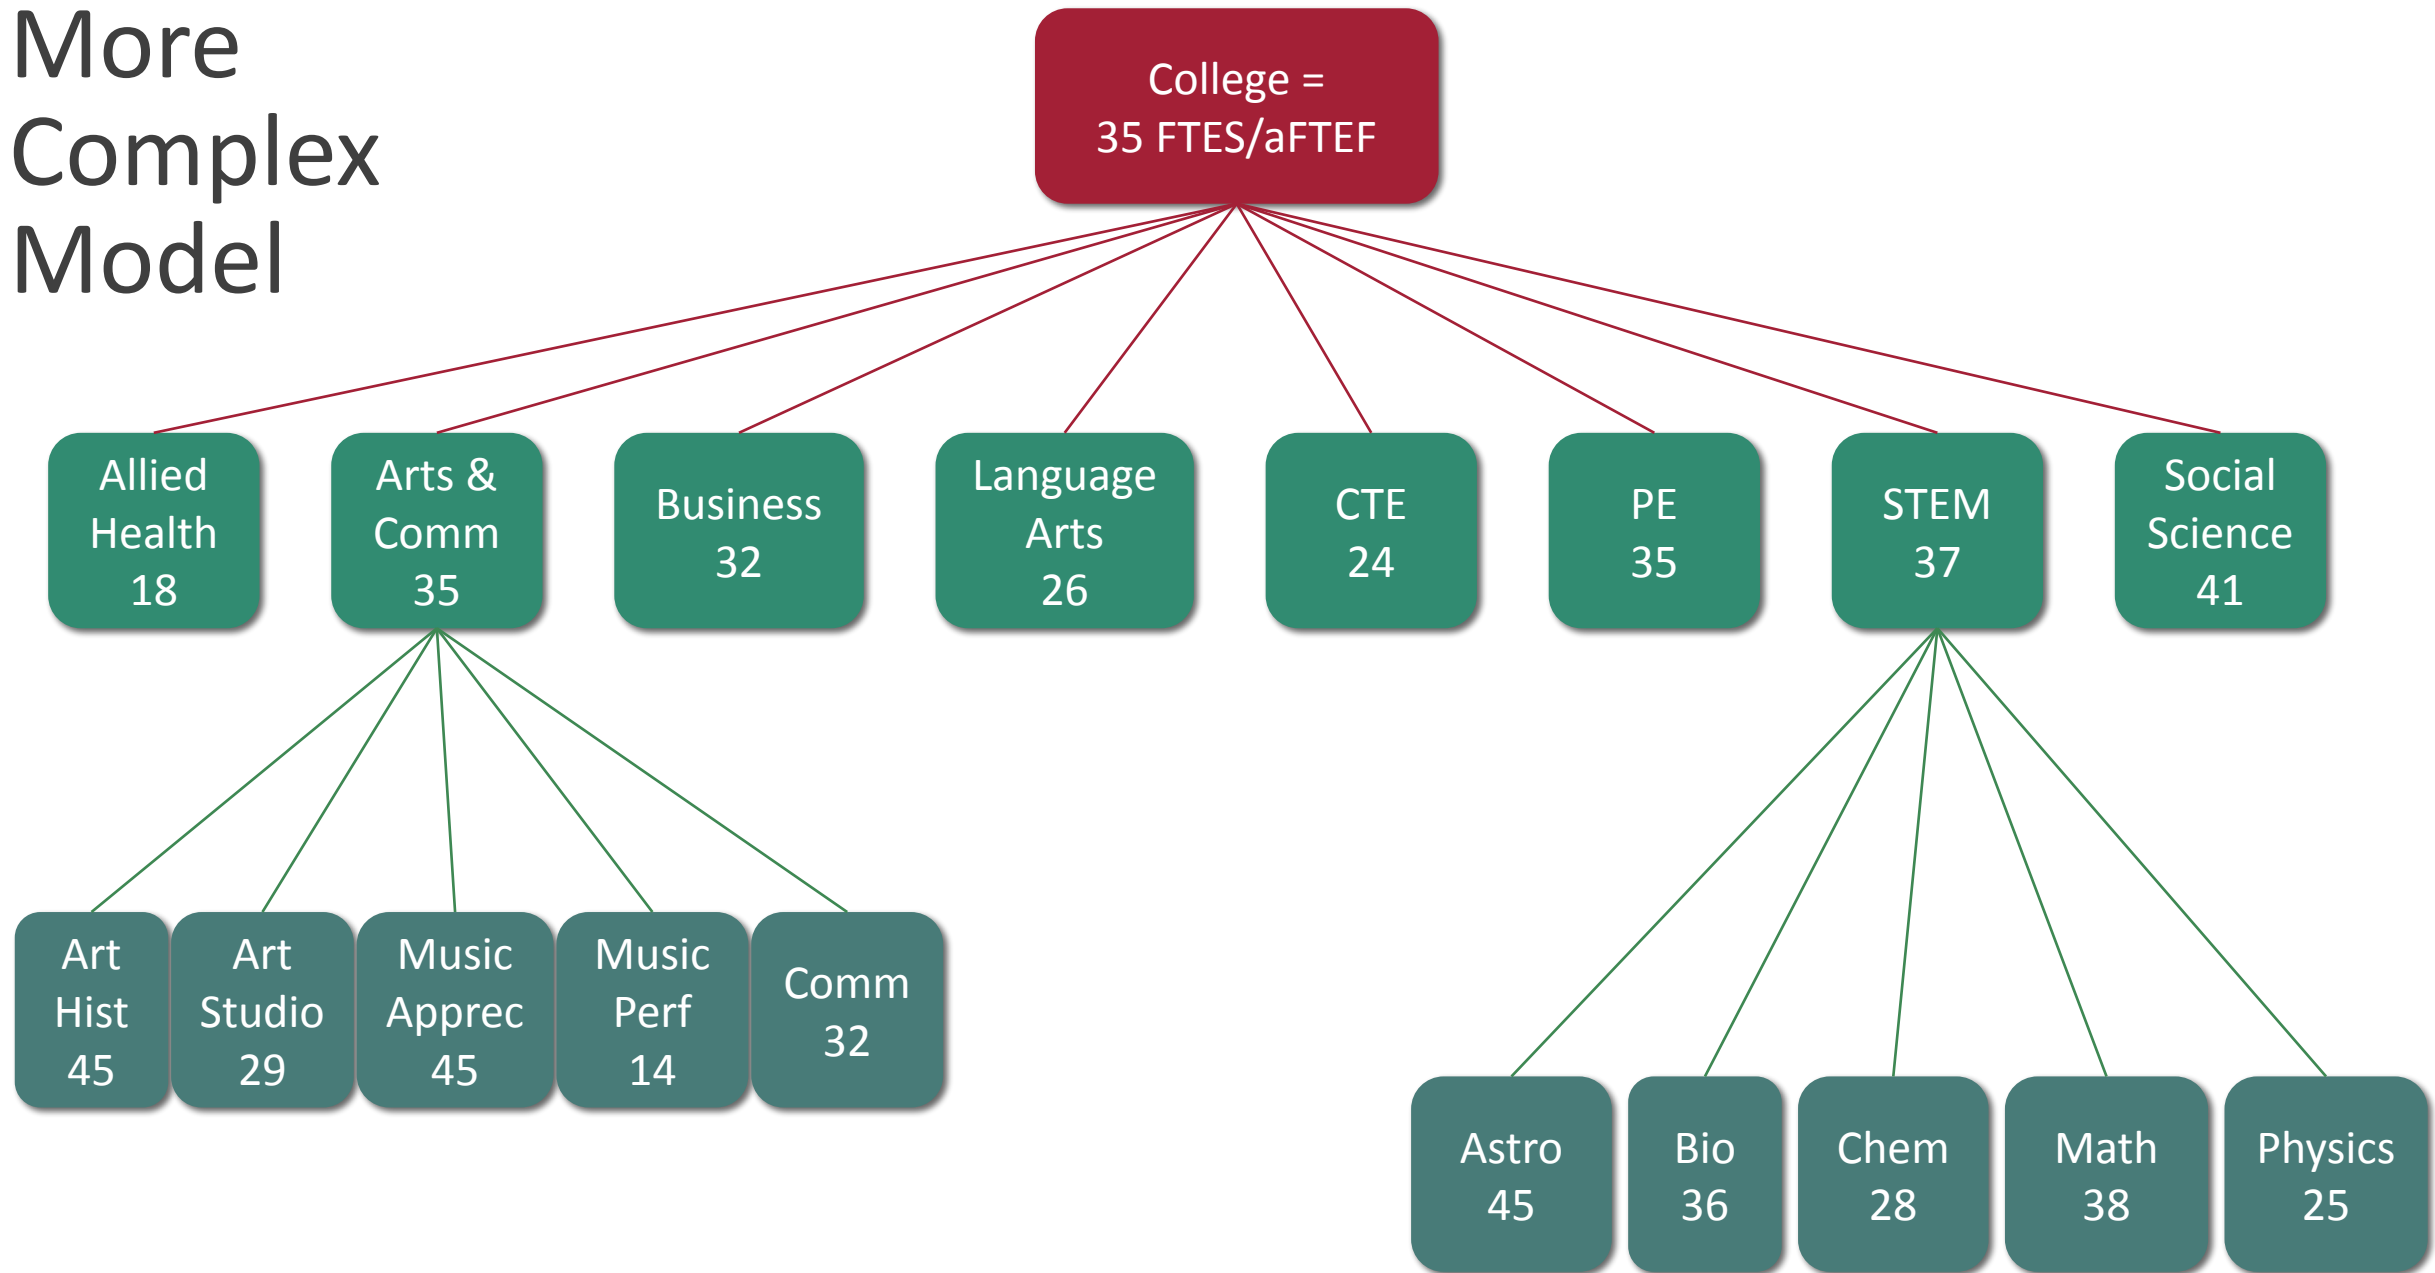 More
Complex
Model
College =
35 FTES/aFTEF
Allied
Health
18
Arts &
Comm
35
Business
32
Language
Arts
26
CTE
24
PE
35
STEM
37
Social
Science
41
Art
Hist
45
Art
Studio
29
Music
Apprec
45
Music
Perf
14
Comm
32
Astro
45
Bio
36
Chem
28
Math
38
Physics
25